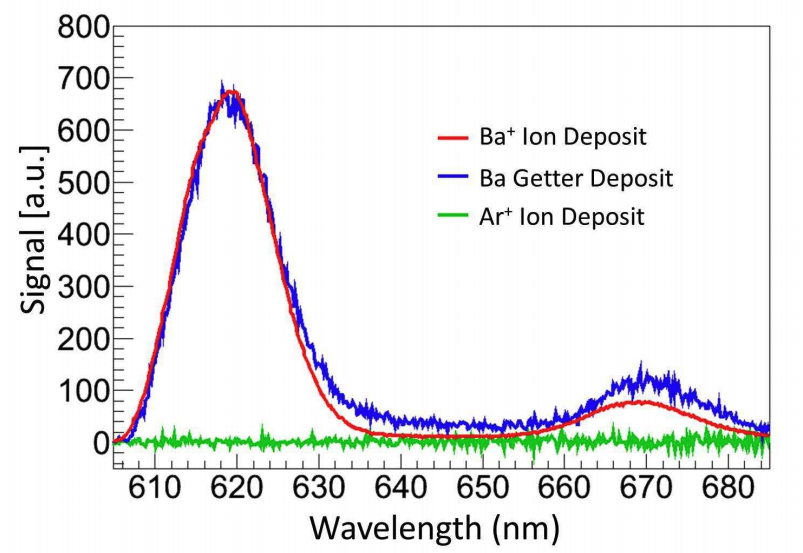 800
700
600
500
400
300
200
100
0
Signal [a.u.]
Ba⁺ Ion Deposit
Ba Getter Deposit
Ar⁺ Ion Deposit
610 620 630 640 650 660 670 680
Wavelength (nm)